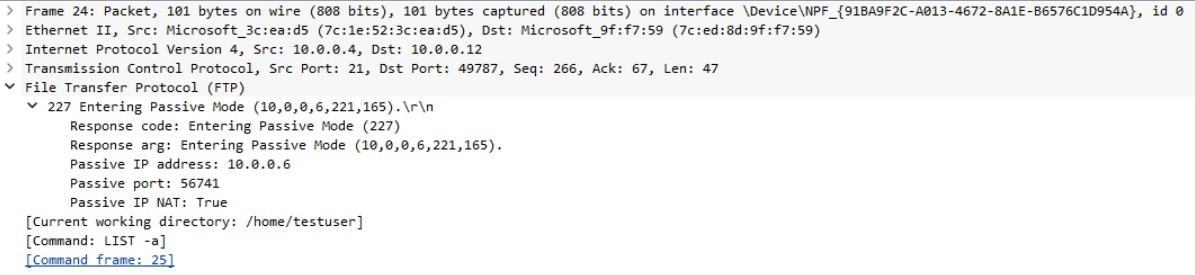 Frame 24: Packet, 101 bytes on wire (808 bits), 101 bytes captured (808 bits) on interface \Device\NPF_{91BA9F2C-A013-4672-8A1E-B6576C1D954A}, id 0
Ethernet II, Src: Microsoft_3c:ea:d5 (7c:1e:52:3c:ea:d5), Dst: Microsoft_9f:f7:59 (7c:ed:8d:9f:f7:59)
Internet Protocol Version 4, Src: 10.0.0.4, Dst: 10.0.0.12
Transmission Control Protocol, Src Port: 21, Dst Port: 49787, Seq: 266, Ack: 67, Len: 47
File Transfer Protocol (FTP)
227 Entering Passive Mode (10,0,0,6,221,165).\r\n
Response code: Entering Passive Mode (227)
Response arg: Entering Passive Mode (10,0,0,6,221,165).
Passive IP address: 10.0.0.6
Passive port: 56741
Passive IP NAT: True
[Current working directory: /home/testuser]
[Command: LIST -a]
[Command frame: 25]